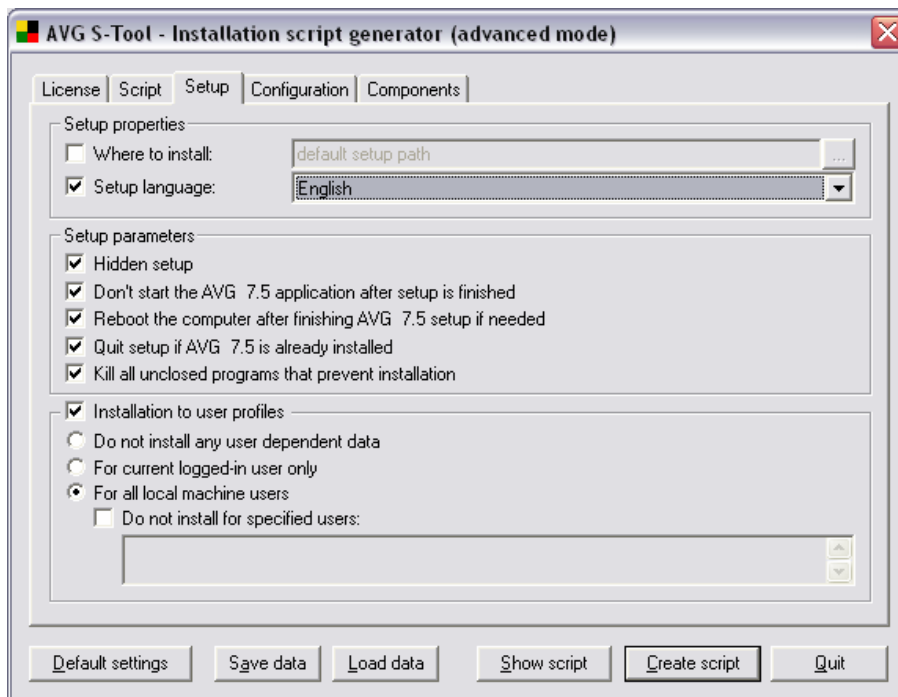 AVG S-Tool - Installation script generator (advanced mode)
License Script Setup Configuration Components
Setup properties
Where to install: default setup path ...
Setup language: English
Setup parameters
Hidden setup
Don't start the AVG 7.5 application after setup is finished
Reboot the computer after finishing AVG 7.5 setup if needed
Quit setup if AVG 7.5 is already installed
Kill all unclosed programs that prevent installation
Installation to user profiles
Do not install any user dependent data
For current logged-in user only
For all local machine users
Do not install for specified users:
Default settings Save data Load data Show script Create script Quit